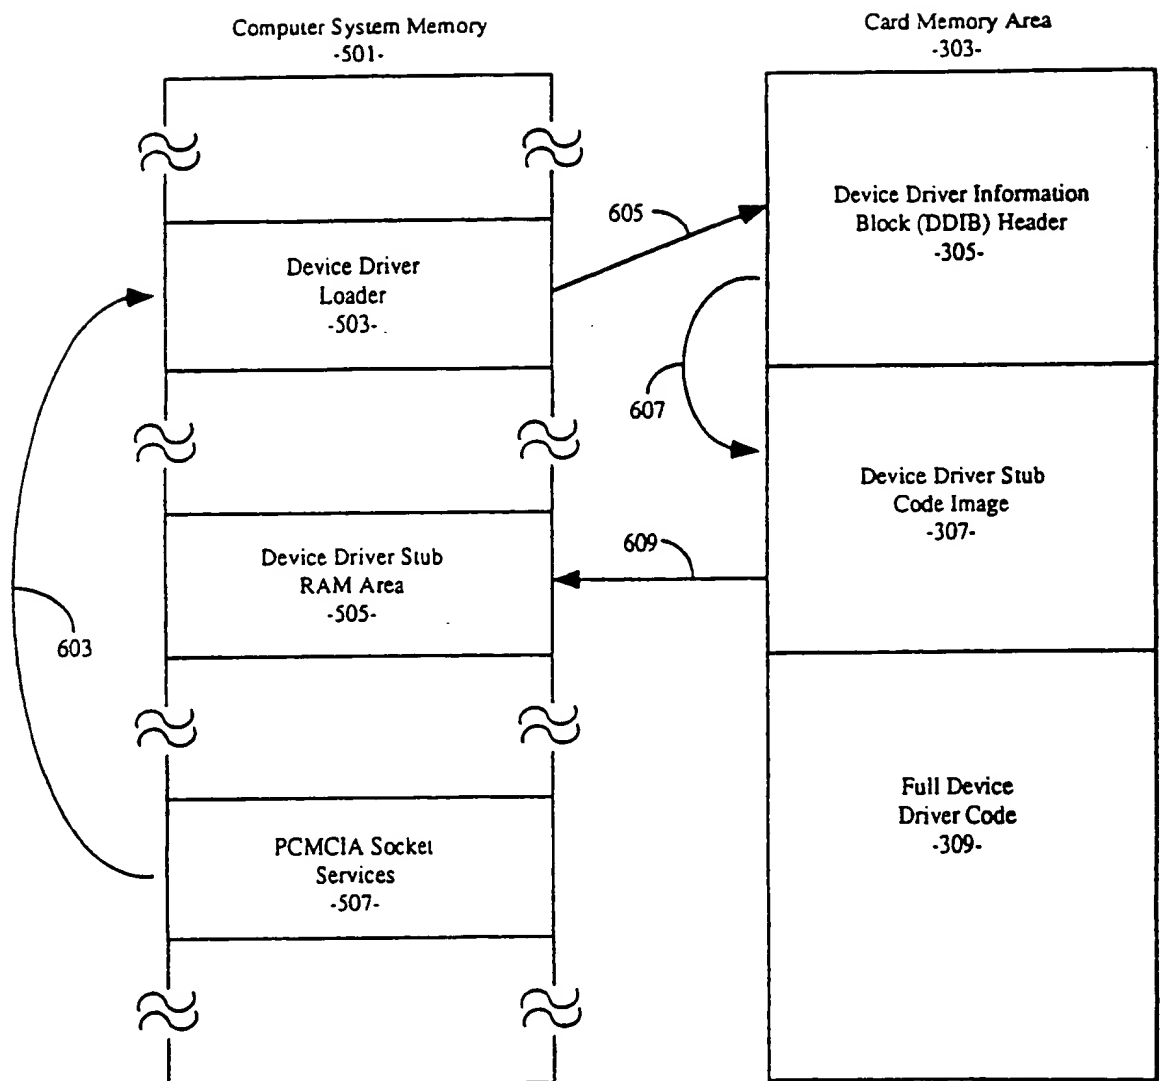 Computer System Memory
-501-
Card Memory Area
-303-
Device Driver Information
Block (DDIB) Header
-305-
605
Device Driver
Loader
-503-
607
Device Driver Stub
Code Image
-307-
609
Device Driver Stub
RAM Area
-505-
603
Full Device
Driver Code
-309-
PCMCIA Socket
Services
-507-